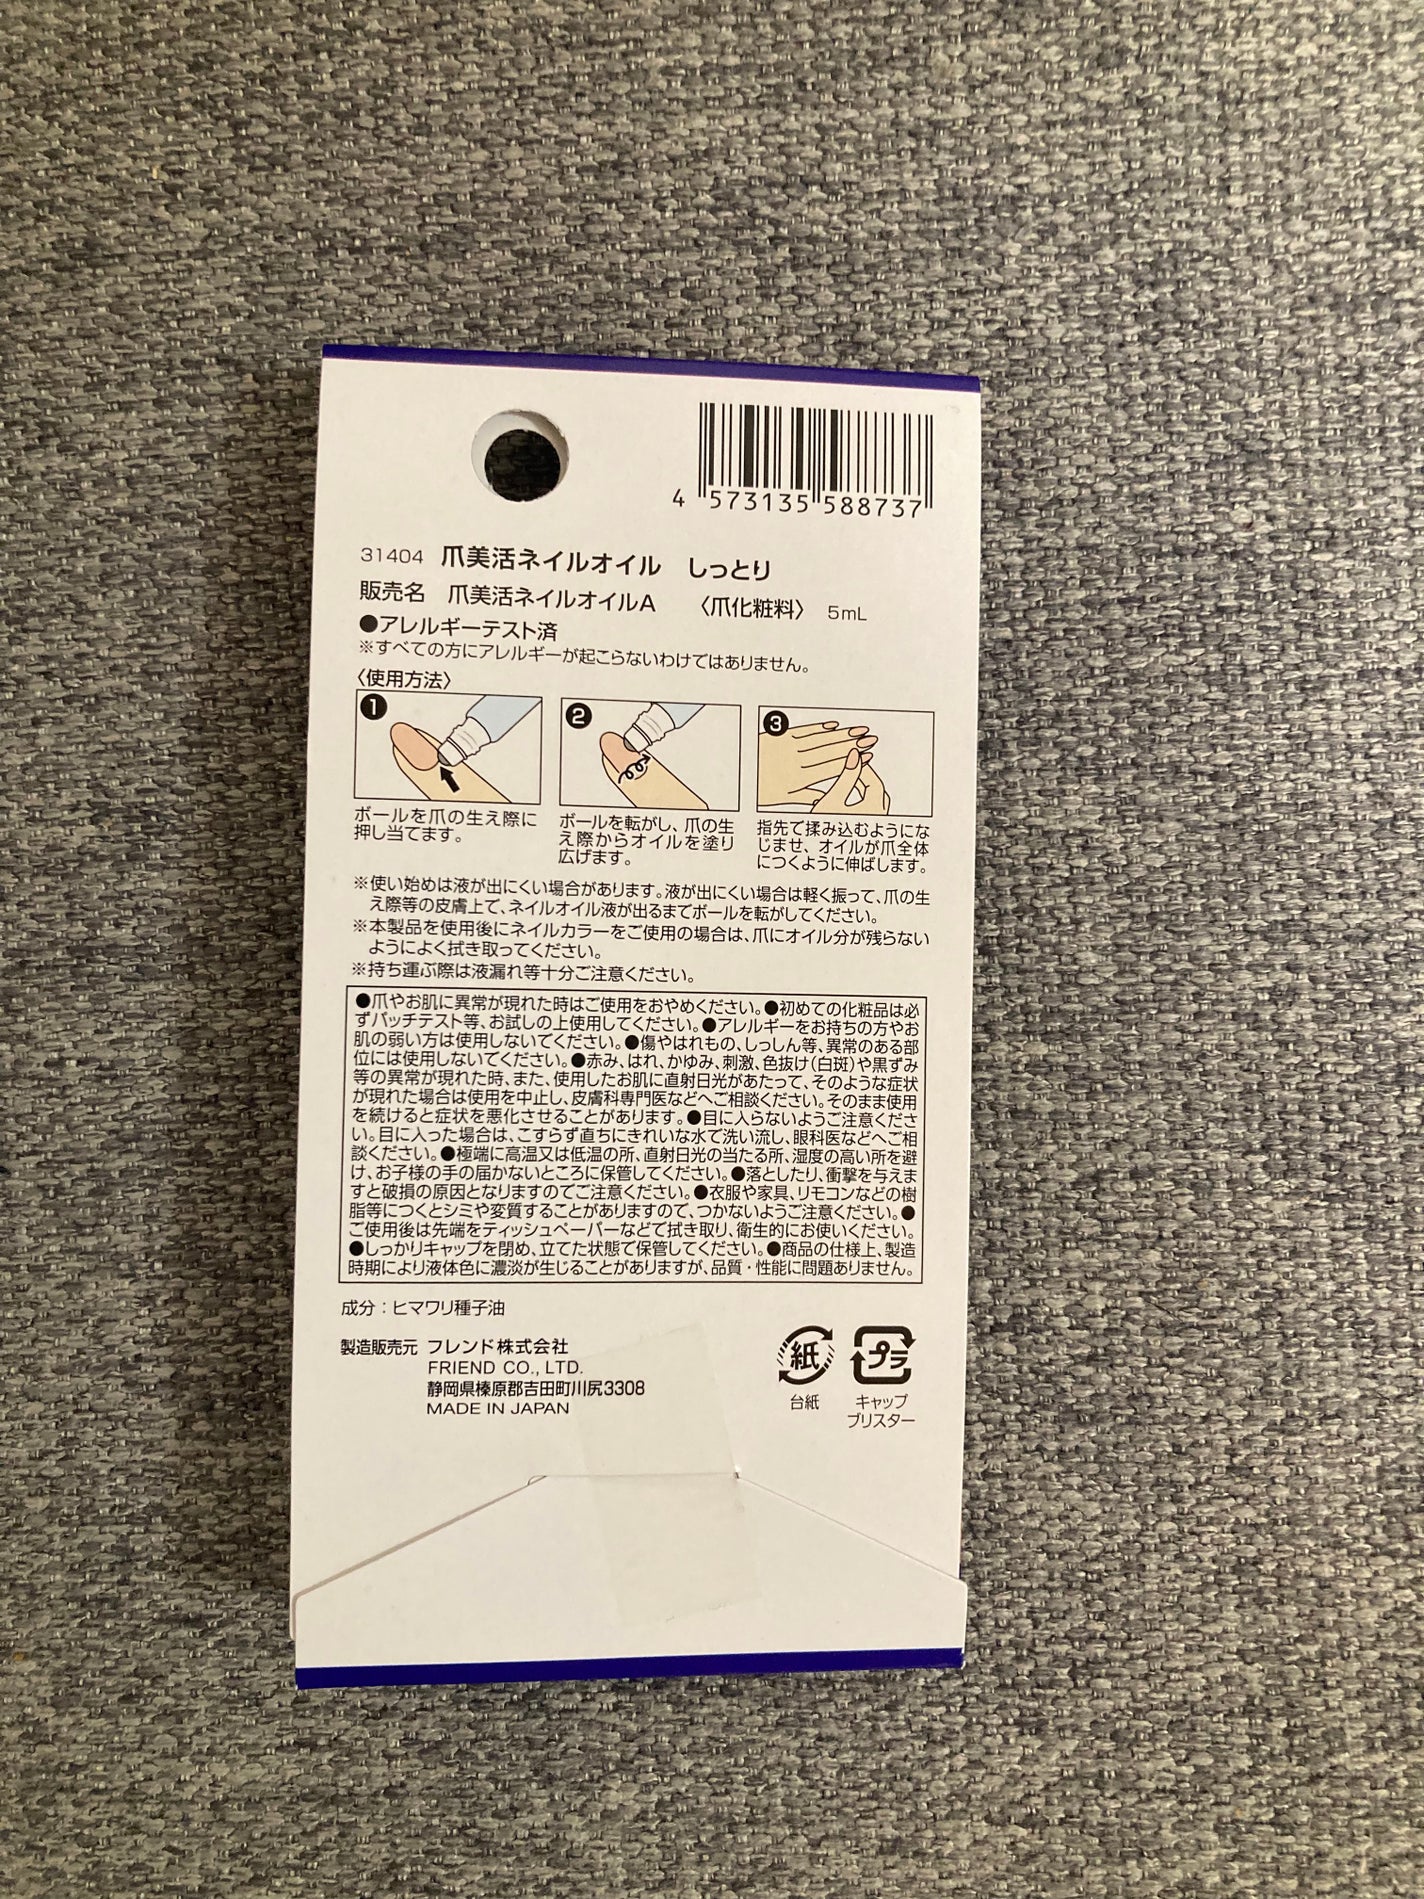 4 573135 588737
31404 爪美活ネイルオイル しっとり
販売名 爪美活ネイルオイルA 〈爪化粧料〉 5mL
●アレルギーテスト済
※すべての方にアレルギーが起こらないわけではありません。
〈使用方法〉
1
ボールを爪の生え際に
押し当てます。
2
ボールを転がし、爪の生
え際からオイルを塗り
広げます。
3
指先で揉み込むようにな
じませ、オイルが爪全体
につくように伸ばします。
※使い始めは液が出にくい場合があります。液が出にくい場合は軽く振って、爪の生
え際等の皮膚上で、ネイルオイル液が出るまでボールを転がしてください。
※本製品を使用後にネイルカラーをご使用の場合は、爪にオイル分が残らない
ようによく拭き取ってください。
※持ち運ぶ際は液漏れ等十分ご注意ください。
●爪やお肌に異常が現れた時はご使用をおやめください。●初めての化粧品は必
ずパッチテスト等、お試しの上使用してください。●アレルギーをお持ちの方やお
肌の弱い方は使用しないでください。●傷やはれもの、しっしん等、異常のある部
位には使用しないでください。●赤み、はれ、かゆみ、刺激、色抜け(白斑)や黒ずみ
等の異常が現れた時、また、使用したお肌に直射日光があたって、そのような症状
が現れた場合は使用を中止し、皮膚科専門医などへご相談ください。そのまま使用
を続けると症状を悪化させることがあります。●目に入らないようご注意くださ
い。目に入った場合は、こすらず直ちにきれいな水で洗い流し、眼科医などへご相
談ください。●極端に高温又は低温の所、直射日光の当たる所、湿度の高い所を避
け、お子様の手の届かないところに保管してください。●落としたり、衝撃を与えま
すと破損の原因となりますのでご注意ください。●衣服や家具、リモコンなどの樹
脂等につくとシミや変質することがありますので、つかないようご注意ください。●
ご使用後は先端をティッシュペーパーなどで拭き取り、衛生的にお使いください。
●しっかりキャップを閉め、立てた状態で保管してください。●商品の仕様上、製造
時期により液体色に濃淡が生じることがありますが、品質・性能に問題ありません。
成分：ヒマワリ種子油
製造販売元 フレンド株式会社
FRIEND CO., LTD.
静岡県榛原郡吉田町川尻3308
MADE IN JAPAN
紙
台紙
プラ
キャップ
ブリスター